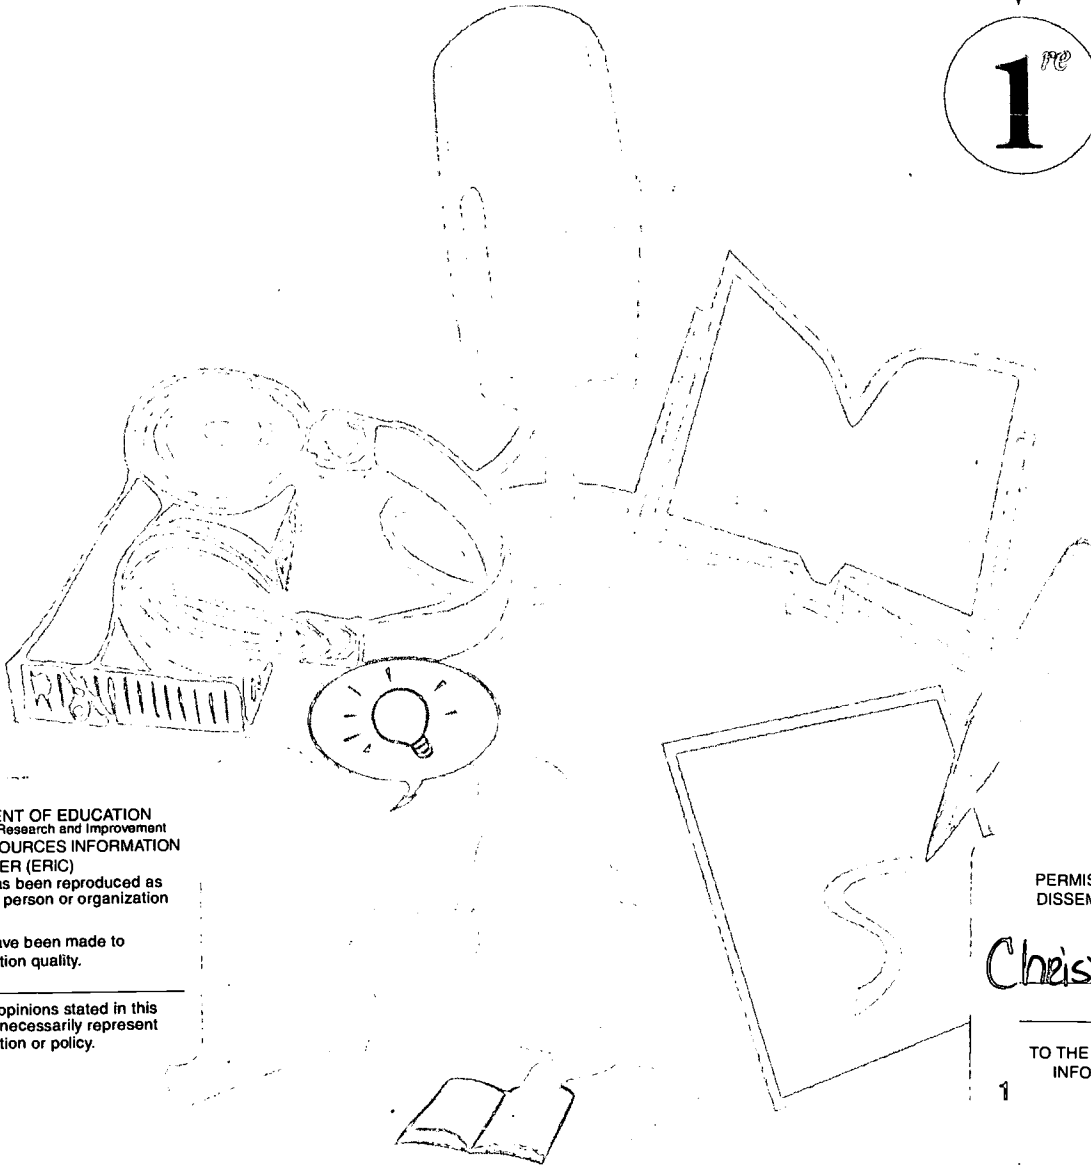 1re
ENT OF EDUCATION
Research and Improvement
OURCES INFORMATION
ER (ERIC)
as been reproduced as
person or organization
ave been made to
tion quality.
opinions stated in this
necessarily represent
tion or policy.
PERMIS
DISSEM
Chris
TO THE
INFO
1